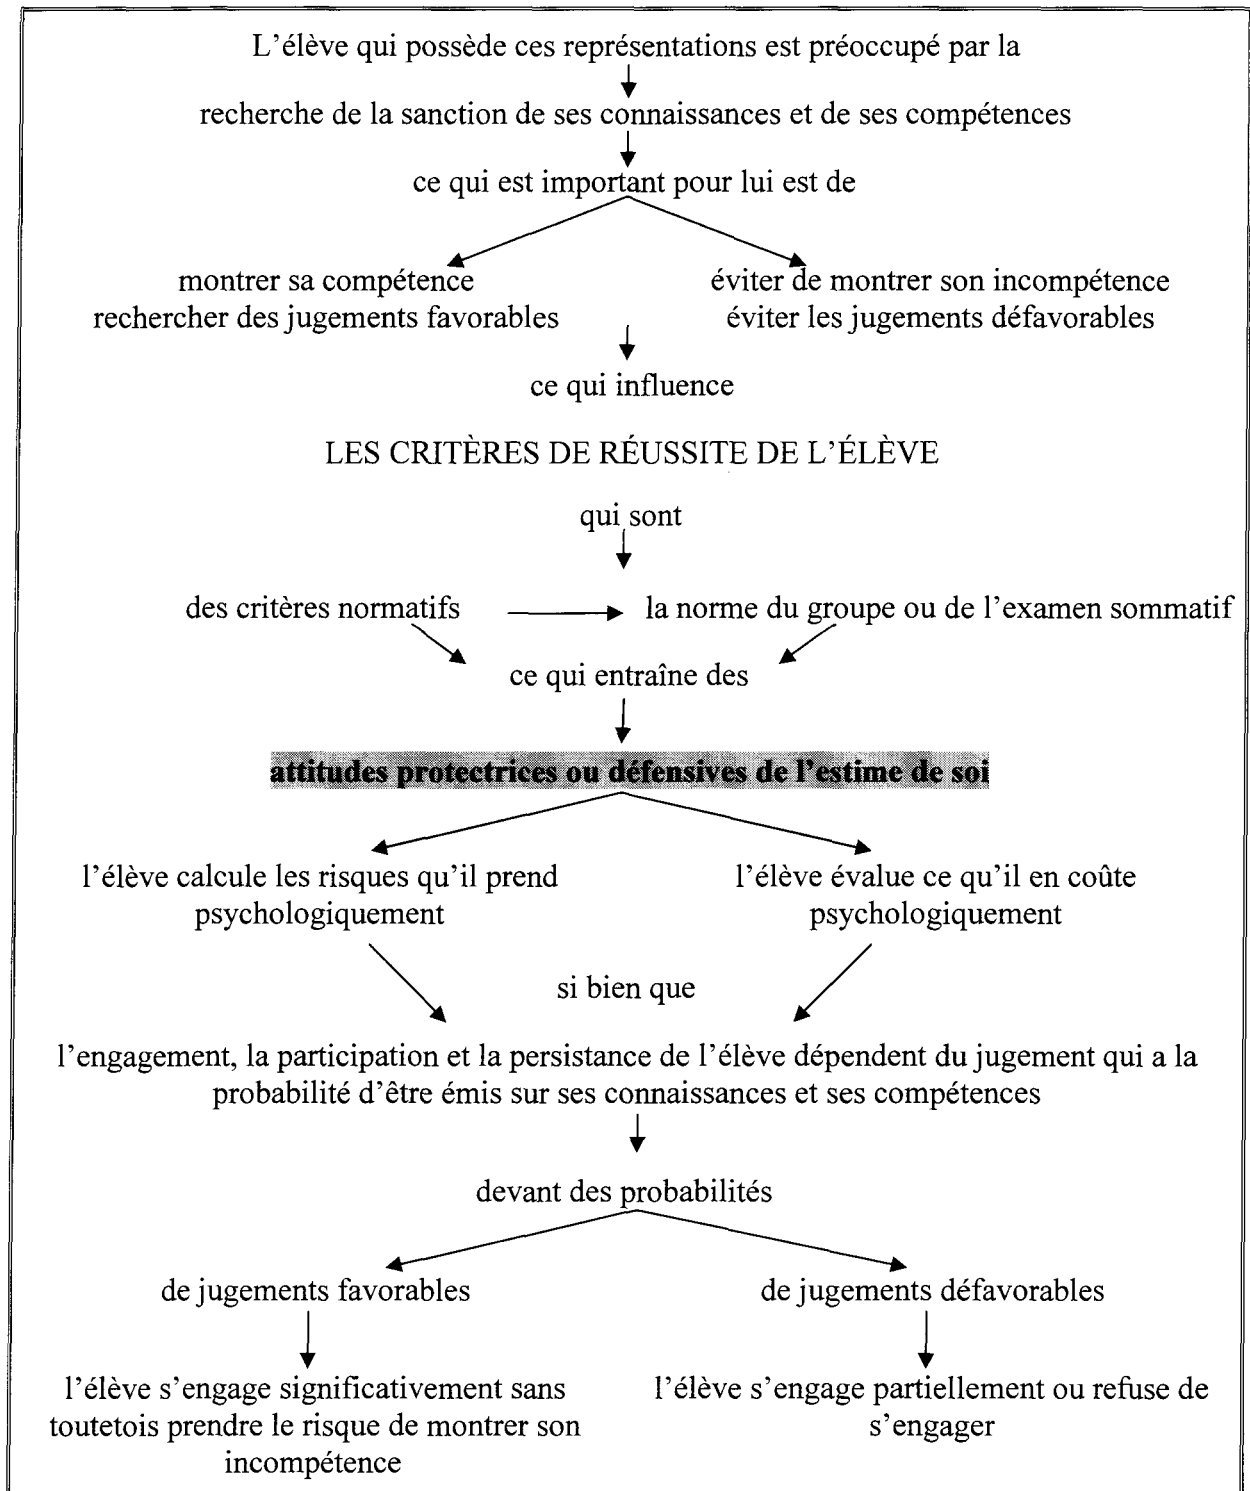 L'élève qui possède ces représentations est préoccupé par la
recherche de la sanction de ses connaissances et de ses compétences
ce qui est important pour lui est de
montrer sa compétence
rechercher des jugements favorables
éviter de montrer son incompétence
éviter les jugements défavorables
ce qui influence
LES CRITÈRES DE RÉUSSITE DE L'ÉLÈVE
qui sont
des critères normatifs
la norme du groupe ou de l'examen sommatif
ce qui entraîne des
attitudes protectrices ou défensives de l'estime de soi
l'élève calcule les risques qu'il prend
psychologiquement
l'élève évalue ce qu'il en coûte
psychologiquement
si bien que
l'engagement, la participation et la persistance de l'élève dépendent du jugement qui a la
probabilité d'être émis sur ses connaissances et ses compétences
devant des probabilités
de jugements favorables
de jugements défavorables
l'élève s'engage significativement sans
toutetois prendre le risque de montrer son
incompétence
l'élève s'engage partiellement ou refuse de
s'engager